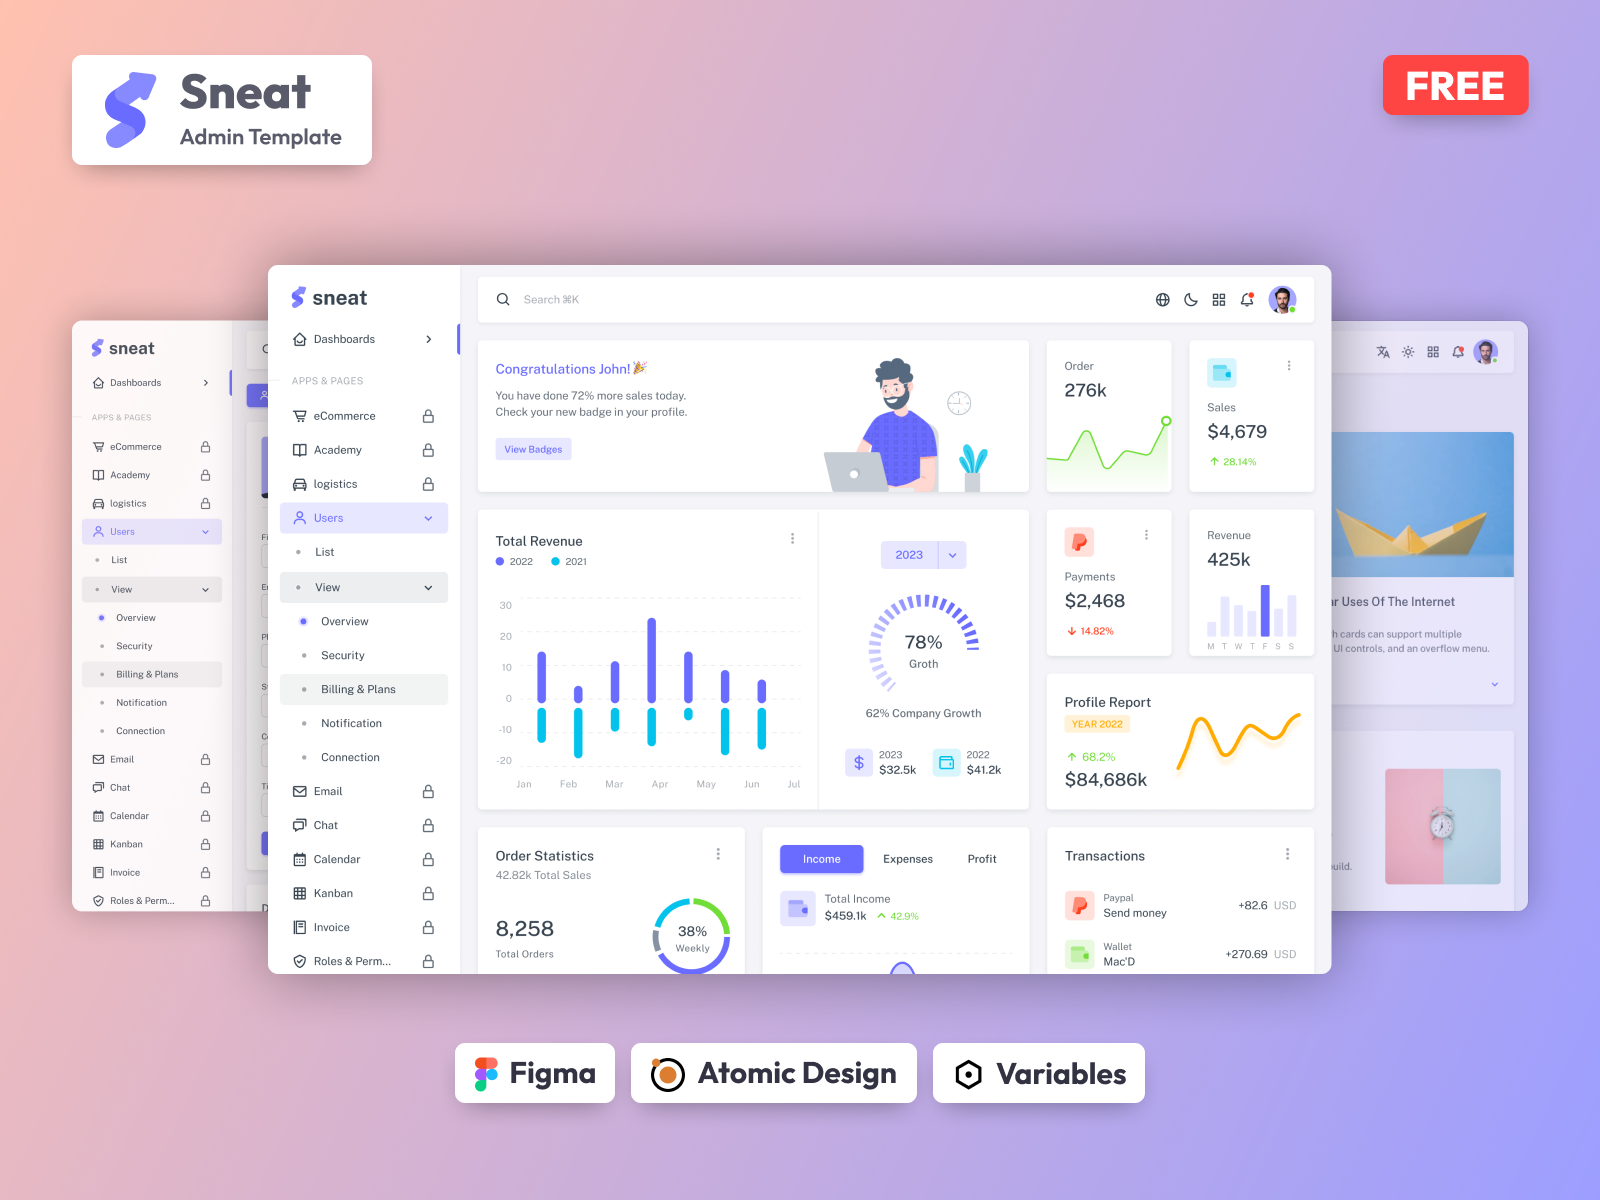 Sneat
Admin Template
FREE
sneat
Dashboards
APPS & PAGES
eCommerce
Academy
logistics
Users
List
View
Overview
Security
Billing & Plans
Notification
Connection
Email
Chat
Calendar
Kanban
Invoice
Roles & Perm...
sneat
Dashboards
APPS & PAGES
eCommerce
Academy
logistics
Users
List
View
Overview
Security
Billing & Plans
Notification
Connection
Email
Chat
Calendar
Kanban
Invoice
Roles & Perm...
Search ⌘K
Congratulations John!🎉
You have done 72% more sales today.
Check your new badge in your profile.
View Badges
Order
276k
Sales
$4,679
28.14%
Total Revenue
2022 2021
30
20
10
0
-10
-20
Jan Feb Mar Apr May Jun Jul
2023
78%
Groth
62% Company Growth
2023
$32.5k
2022
$41.2k
Payments
$2,468
14.82%
Revenue
425k
M T W T F S S
Profile Report
YEAR 2022
68.2%
$84,686k
Order Statistics
42.82k Total Sales
8,258
Total Orders
38%
Weekly
Income Expenses Profit
Total Income
$459.1k 42.9%
Transactions
Paypal
Send money
+82.6 USD
Wallet
Mac'D
+270.69 USD
Uses Of The Internet
cards can support multiple
UI controls, and an overflow menu.
Figma
Atomic Design
Variables